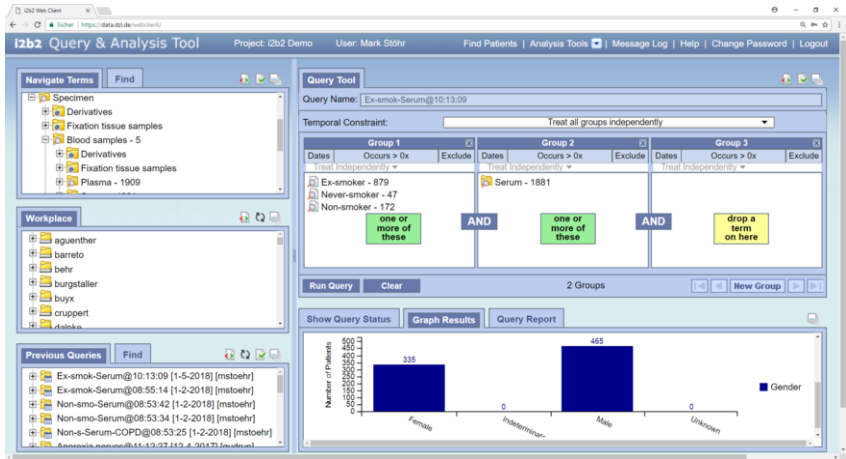 i2b2 Web Client
Sicher | https://data.dzl.de/webclient/
i2b2 Query & Analysis Tool
Project: i2b2 Demo
User: Mark Stöhr
Find Patients | Analysis Tools | Message Log | Help | Change Password | Logout
Navigate Terms
Find
Specimen
Derivatives
Fixation tissue samples
Blood samples - 5
Derivatives
Fixation tissue samples
Plasma - 1909
Workplace
aguenther
barreto
behr
burgstaller
buyx
cruppert
Previous Queries
Find
Ex-smok-Serum@10:13:09 [1-5-2018] [mstoehr]
Ex-smok-Serum@08:55:14 [1-2-2018] [mstoehr]
Non-smo-Serum@08:53:42 [1-2-2018] [mstoehr]
Non-smo-Serum@08:53:34 [1-2-2018] [mstoehr]
Non-s-Serum-COPD@08:53:25 [1-2-2018] [mstoehr]
Query Tool
Query Name: Ex-smok-Serum@10:13:09
Temporal Constraint: Treat all groups independently
Group 1
Dates Occurs > 0x Exclude
Treat Independently
Ex-smoker - 879
Never-smoker - 47
Non-smoker - 172
one or
more of
these
AND
Group 2
Dates Occurs > 0x Exclude
Treat Independently
Serum - 1881
one or
more of
these
AND
Group 3
Dates Occurs > 0x Exclude
Treat Independently
drop a
term
on here
Run Query
Clear
2 Groups
New Group
Show Query Status
Graph Results
Query Report
Number of Patients
500
450
400
350
300
250
200
150
100
50
0
335
0
465
0
Female
Indeterminat
Male
Unknown
Gender